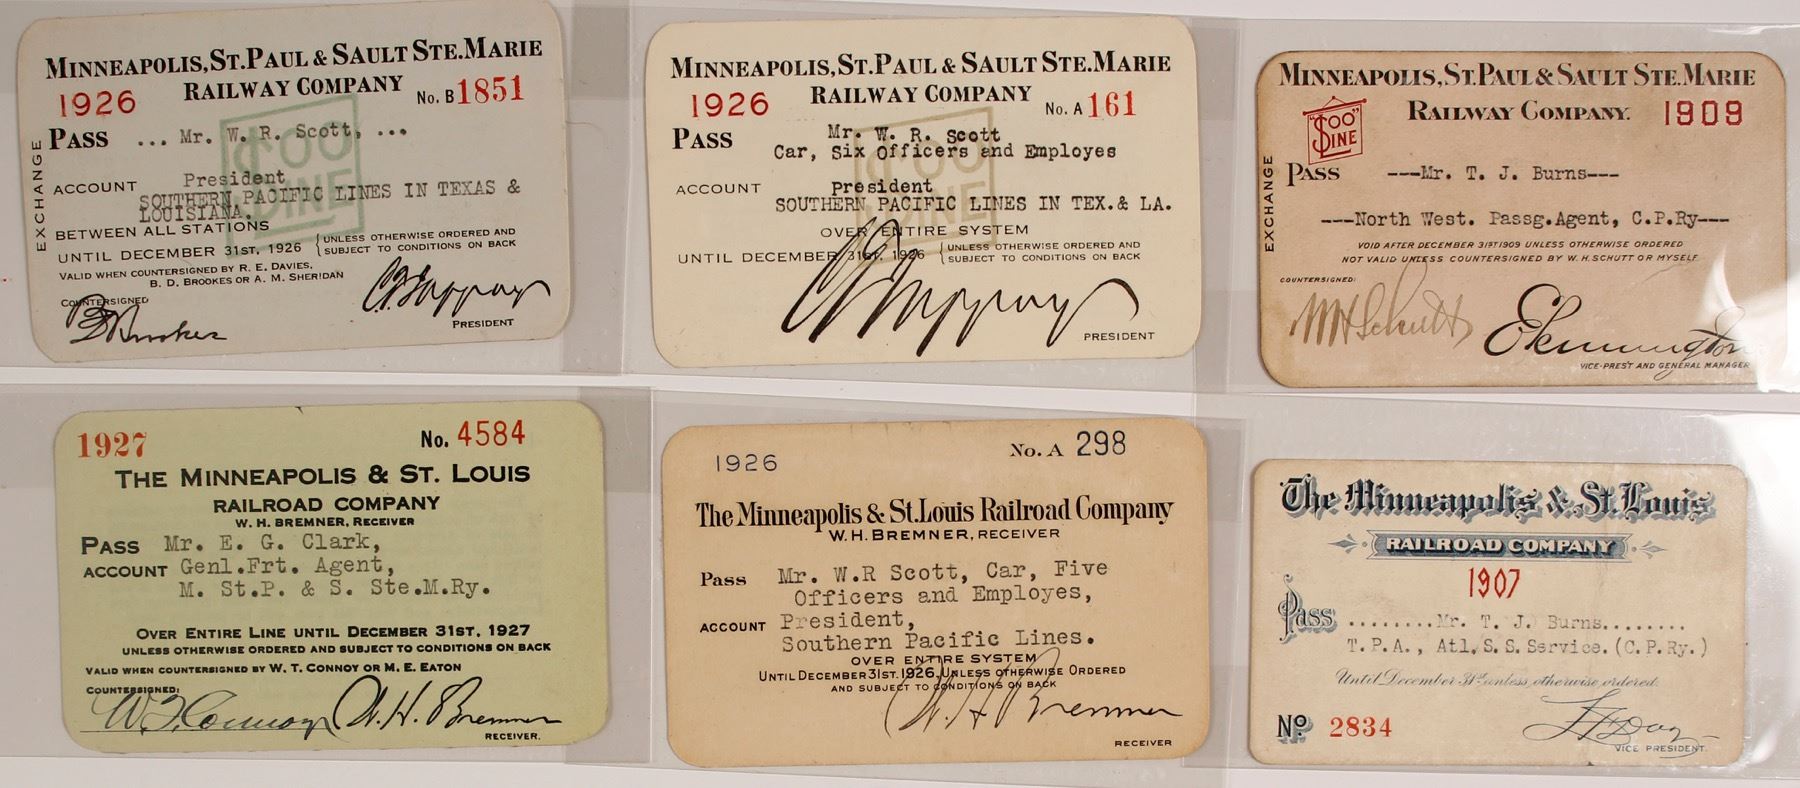 MINNEAPOLIS, ST. PAUL & SAULT STE. MARIE
RAILWAY COMPANY
1926
No. B 1851
EXCHANGE
PASS ... Mr. W. R. Scott, ...
SOO LINE
ACCOUNT President
SOUTHERN PACIFIC LINES IN TEXAS &
LOUISIANA.
BETWEEN ALL STATIONS
UNTIL DECEMBER 31ST, 1926 {UNLESS OTHERWISE ORDERED AND
SUBJECT TO CONDITIONS ON BACK
VALID WHEN COUNTERSIGNED BY R. E. DAVIES,
B. D. BROOKES OR A. M. SHERIDAN
COUNTERSIGNED
PRESIDENT
MINNEAPOLIS, ST. PAUL & SAULT STE. MARIE
RAILWAY COMPANY
1926
No. A 161
PASS Mr. W. R. Scott
Car, Six Officers and Employes
SOO LINE
ACCOUNT President
SOUTHERN PACIFIC LINES IN TEX. & LA.
OVER ENTIRE SYSTEM
UNTIL DECEMBER 31ST, 1926 {UNLESS OTHERWISE ORDERED AND
SUBJECT TO CONDITIONS ON BACK
PRESIDENT
MINNEAPOLIS, ST. PAUL & SAULT STE. MARIE
RAILWAY COMPANY. 1909
"SOO LINE
EXCHANGE
PASS ---Mr. T. J. Burns---
---North West. Passg.Agent, C.P.Ry---
VOID AFTER DECEMBER 31ST 1909 UNLESS OTHERWISE ORDERED
NOT VALID UNLESS COUNTERSIGNED BY W. H. SCHUTT OR MYSELF
COUNTERSIGNED:
W H Schutt
E Pennington
VICE-PRES'T AND GENERAL MANAGER
1927
No. 4584
THE MINNEAPOLIS & ST. LOUIS
RAILROAD COMPANY
W. H. BREMNER, RECEIVER
PASS Mr. E. G. Clark,
ACCOUNT Genl.Frt. Agent,
M. St.P. & S. Ste.M.Ry.
OVER ENTIRE LINE UNTIL DECEMBER 31ST, 1927
UNLESS OTHERWISE ORDERED AND SUBJECT TO CONDITIONS ON BACK
VALID WHEN COUNTERSIGNED BY W. T. CONNOY OR M. E. EATON
COUNTERSIGNED:
W. T. Connoy W. H. Bremner
RECEIVER.
1926
No. A 298
The Minneapolis & St. Louis Railroad Company
W. H. BREMNER, RECEIVER
PASS Mr. W.R Scott, Car, Five
Officers and Employes,
ACCOUNT President,
Southern Pacific Lines.
OVER ENTIRE SYSTEM
UNTIL DECEMBER 31ST. 1926, UNLESS OTHERWISE ORDERED
AND SUBJECT TO CONDITIONS ON BACK
W. H. Bremner
RECEIVER
The Minneapolis & St. Louis
RAILROAD COMPANY
1907
Pass ........Mr. T. J. Burns........
T.P.A., Atl.S.S.Service.(C.P.Ry.)
Until December 31st unless otherwise ordered.
No. 2834
VICE PRESIDENT.